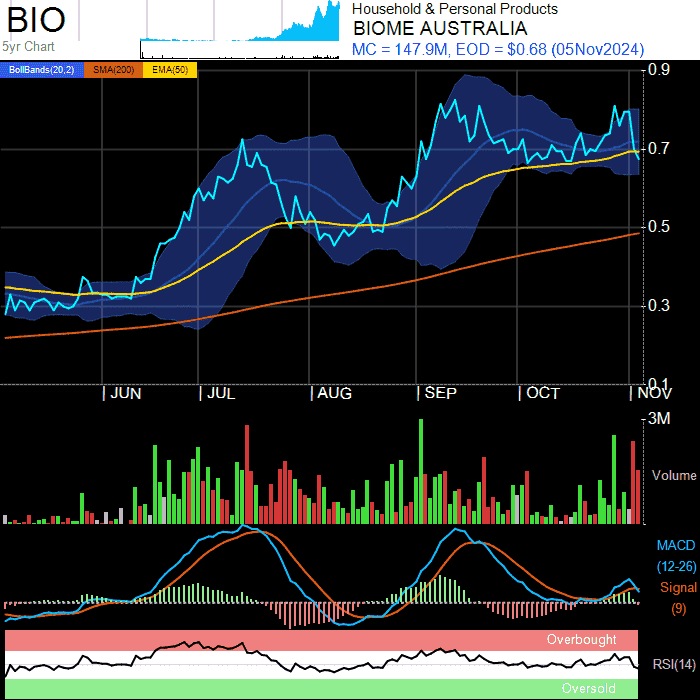 BIO
5yr Chart
Household & Personal Products
BIOME AUSTRALIA
MC = 147.9M, EOD = $0.68 (05Nov2024)
BollBands(20,2) SMA(200) EMA(50)
0.9
0.7
0.5
0.3
0.1
JUN JUL AUG SEP OCT NOV
3M
Volume
MACD
(12-26)
Signal
(9)
Overbought
RSI(14)
Oversold